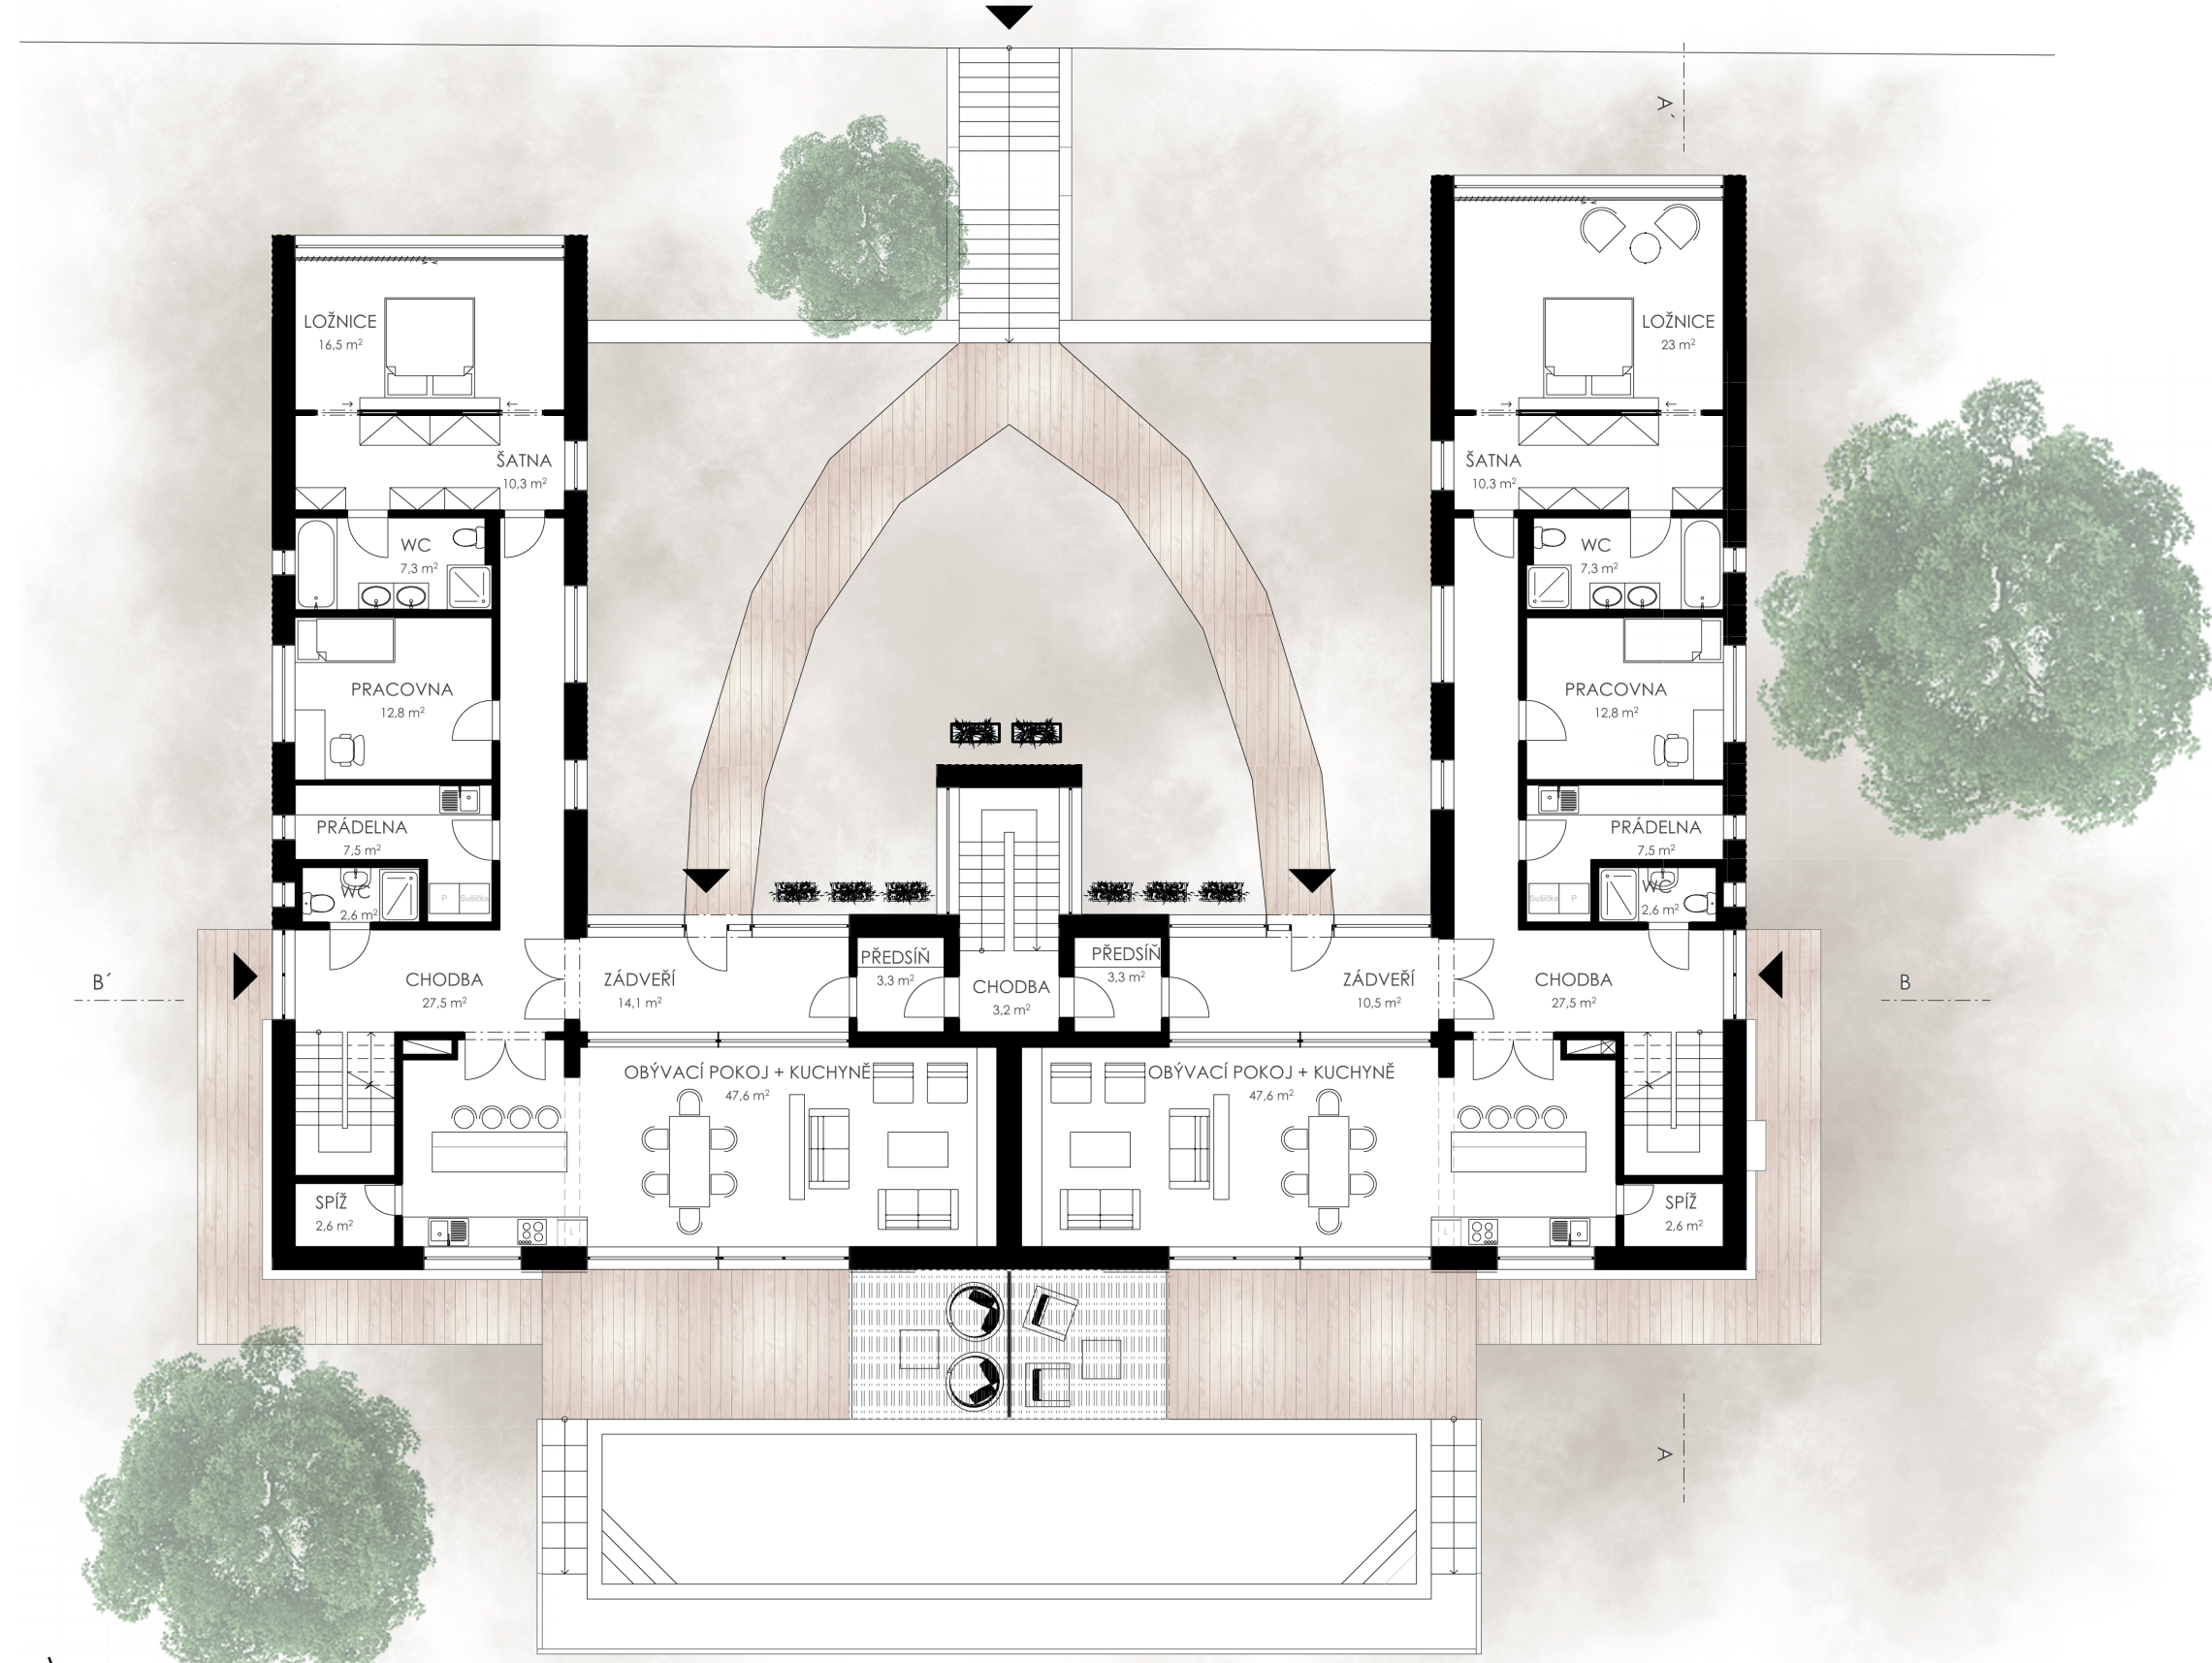 A´
LOŽNICE
16,5 m²
LOŽNICE
23 m²
ŠATNA
10,3 m²
ŠATNA
10,3 m²
WC
7,3 m²
WC
7,3 m²
PRACOVNA
12,8 m²
PRACOVNA
12,8 m²
PRÁDELNA
7,5 m²
PRÁDELNA
7,5 m²
WC
2,6 m²
P
Sušička
Sušička
P
WC
2,6 m²
B´
CHODBA
27,5 m²
ZÁDVEŘÍ
14,1 m²
PŘEDSÍŇ
3,3 m²
CHODBA
3,2 m²
PŘEDSÍŇ
3,3 m²
ZÁDVEŘÍ
10,5 m²
CHODBA
27,5 m²
B
OBÝVACÍ POKOJ + KUCHYNĚ
47,6 m²
OBÝVACÍ POKOJ + KUCHYNĚ
47,6 m²
SPÍŽ
2,6 m²
L
L
SPÍŽ
2,6 m²
A